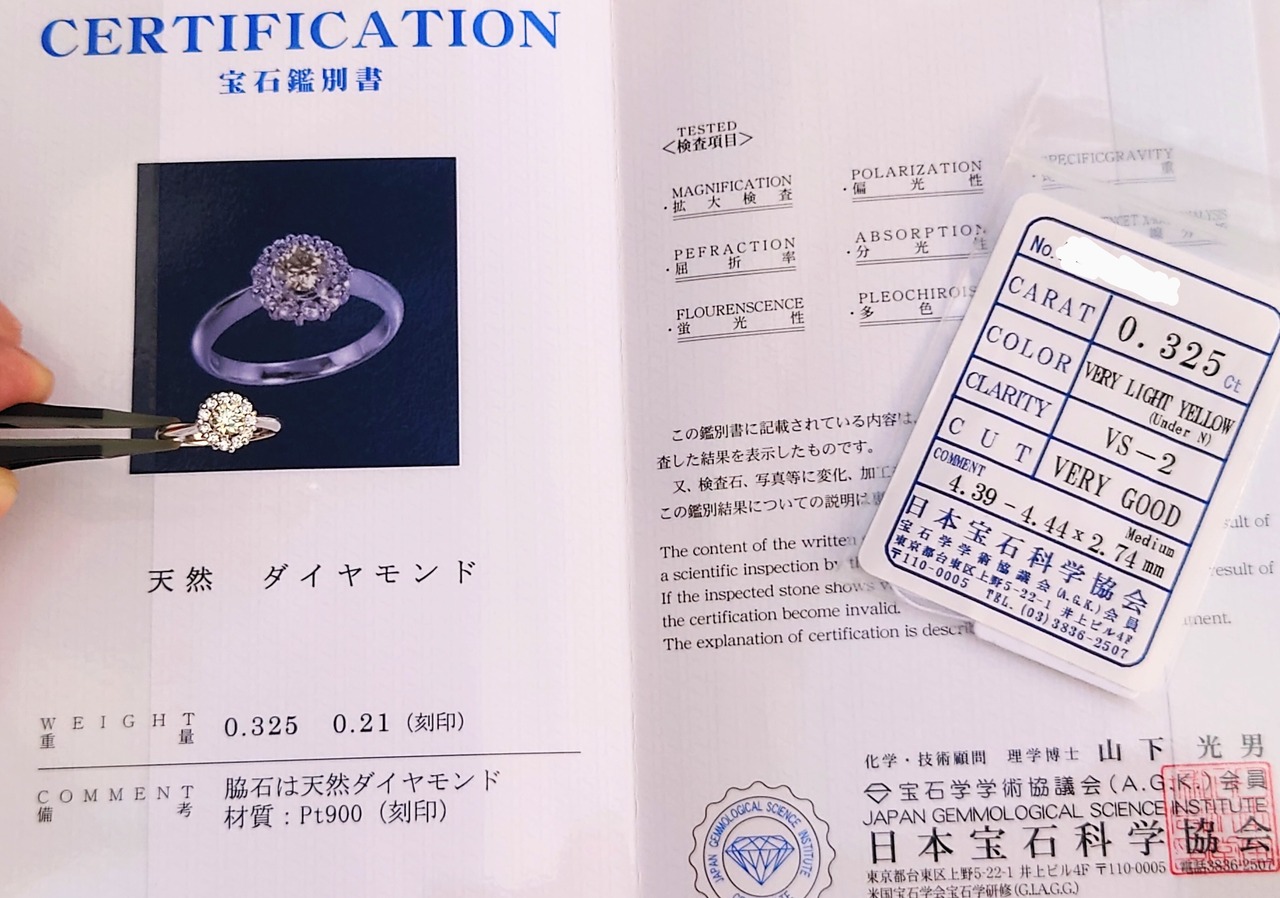 CERTIFICATION
宝石鑑別書
天然 ダイヤモンド
WEIGHT 0.325 0.21 (刻印)
重量
COMMENT 脇石は天然ダイヤモンド
備考 材質：Pt900（刻印）
TESTED
〈検査項目〉
MAGNIFICATION
・拡大検査
POLARIZATION
・偏光性
SPECIFICGRAVITY
重
PEFRACTION
・屈折率
ABSORPTION
・分光性
FLOURENSCENCE
・蛍光性
PLEOCHROIS
・多色
この鑑別書に記載されている内容は、
査した結果を表示したものです。
又、検査石、写真等に変化、加工
この鑑別結果についての説明は
The content of the written
a scientific inspection by
If the inspected stone shows
the certification become invalid.
The explanation of certification is
sult of
result of
No.
CARAT 0.325 Ct
COLOR VERY LIGHT YELLOW
(Under N)
CLARITY VS-2
CUT VERY GOOD
COMMENT Medium
4.39 - 4.44 x 2.74 mm
日本宝石科学協会
宝石学学術協議会(A.G.K.)会員
東京都台東区上野5-22-1 井上ビル4F
〒110-0005 TEL. (03)3836-2507
化学・技術顧問 理学博士 山下光男
宝石学学術協議会(A.G.K.)会員
JAPAN GEMMOLOGICAL SCIENCE INSTITUTE
日本宝石科学協会
東京都台東区上野5-22-1 井上ビル4F 〒110-0005 電話3836-2507
米国宝石学会宝石学研修(G.I.A.G.G.)
JAPAN GEMMOLOGICAL SCIENCE INSTITUTE